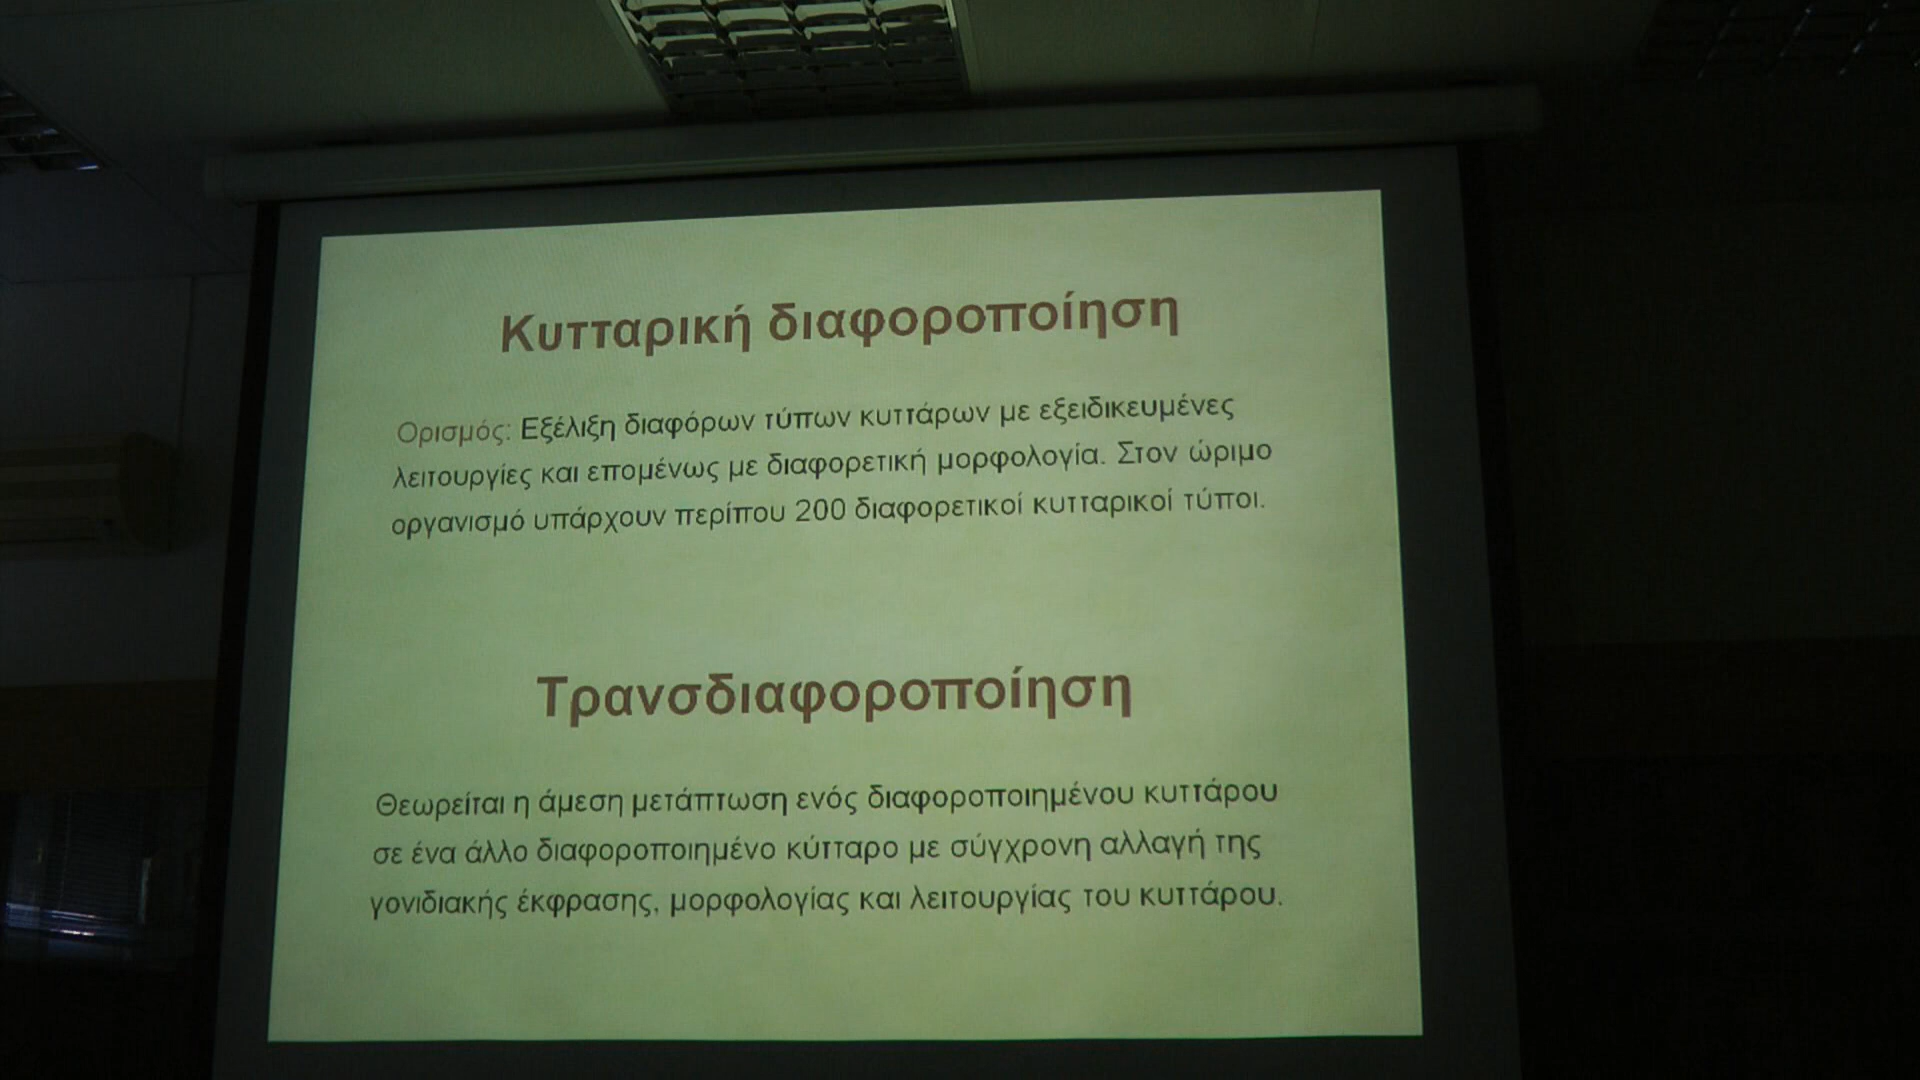 Κυτταρική διαφοροποίηση
Ορισμός: Εξέλιξη διαφόρων τύπων κυττάρων με εξειδικευμένες
λειτουργίες και επομένως με διαφορετική μορφολογία. Στον ώριμο
οργανισμό υπάρχουν περίπου 200 διαφορετικοί κυτταρικοί τύποι.
Τρανσδιαφοροποίηση
Θεωρείται η άμεση μετάπτωση ενός διαφοροποιημένου κυττάρου
σε ένα άλλο διαφοροποιημένο κύτταρο με σύγχρονη αλλαγή της
γονιδιακής έκφρασης, μορφολογίας και λειτουργίας του κυττάρου.